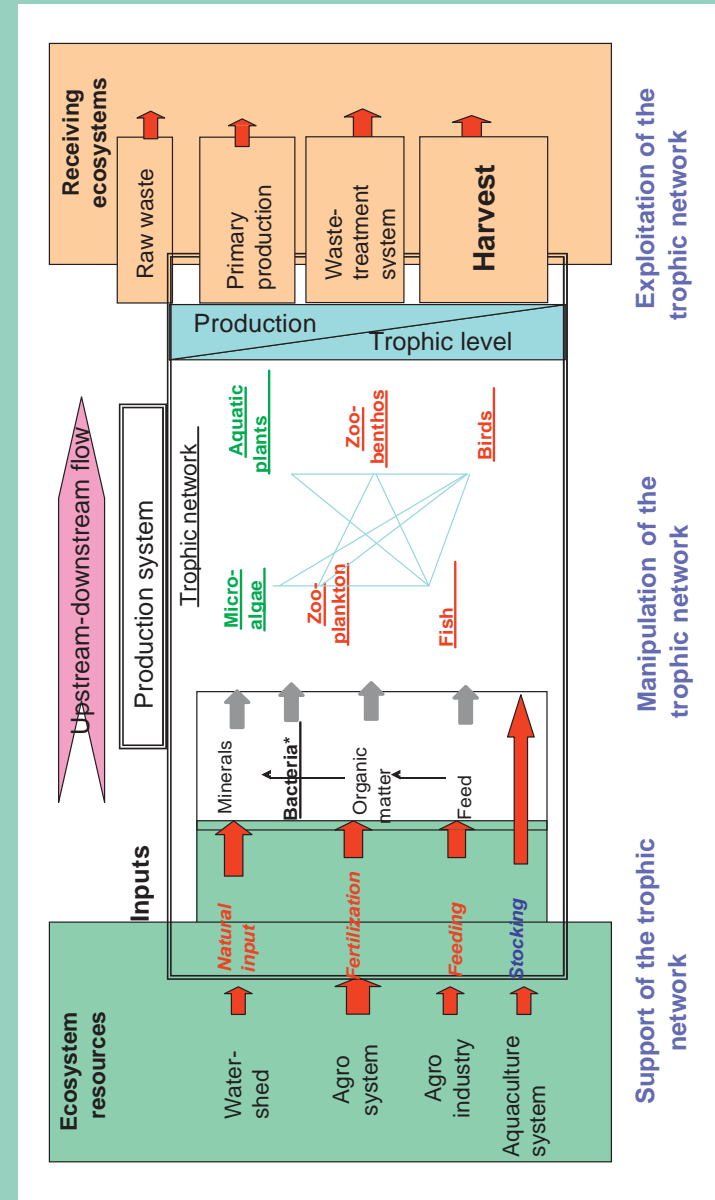 Upstream-downstream flow
Inputs
Production system
Ecosystem
resources
Water-
shed
Agro
system
Agro
industry
Aquaculture
system
Natural
input
Fertilization
Feeding
Stocking
Minerals
Bacteria*
Organic
matter
Feed
Trophic network
Micro-
algae
Aquatic
plants
Zoo-
plankton
Zoo-
benthos
Fish
Birds
Production
Trophic level
Receiving
ecosystems
Raw waste
Primary
production
Waste-
treatment
system
Harvest
Support of the trophic
network
Manipulation of the
trophic network
Exploitation of the
trophic network